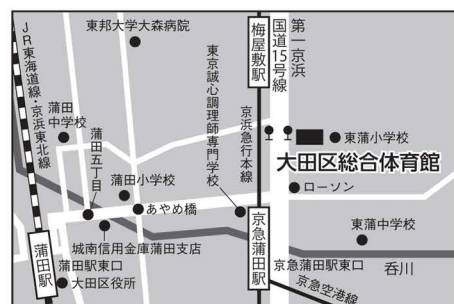 東邦大学大森病院
梅屋敷駅
国道15号線
第一京浜
JR東海道線・京浜東北線
蒲田
中学校
蒲田五丁目
東京誠心調理師専門学校
京浜急行本線
東蒲小学校
大田区総合体育館
蒲田小学校
ローソン
あやめ橋
東蒲中学校
城南信用金庫蒲田支店
蒲田駅
蒲田駅東口
大田区役所
京急蒲田駅
京急蒲田駅東口
呑川
京急空港線